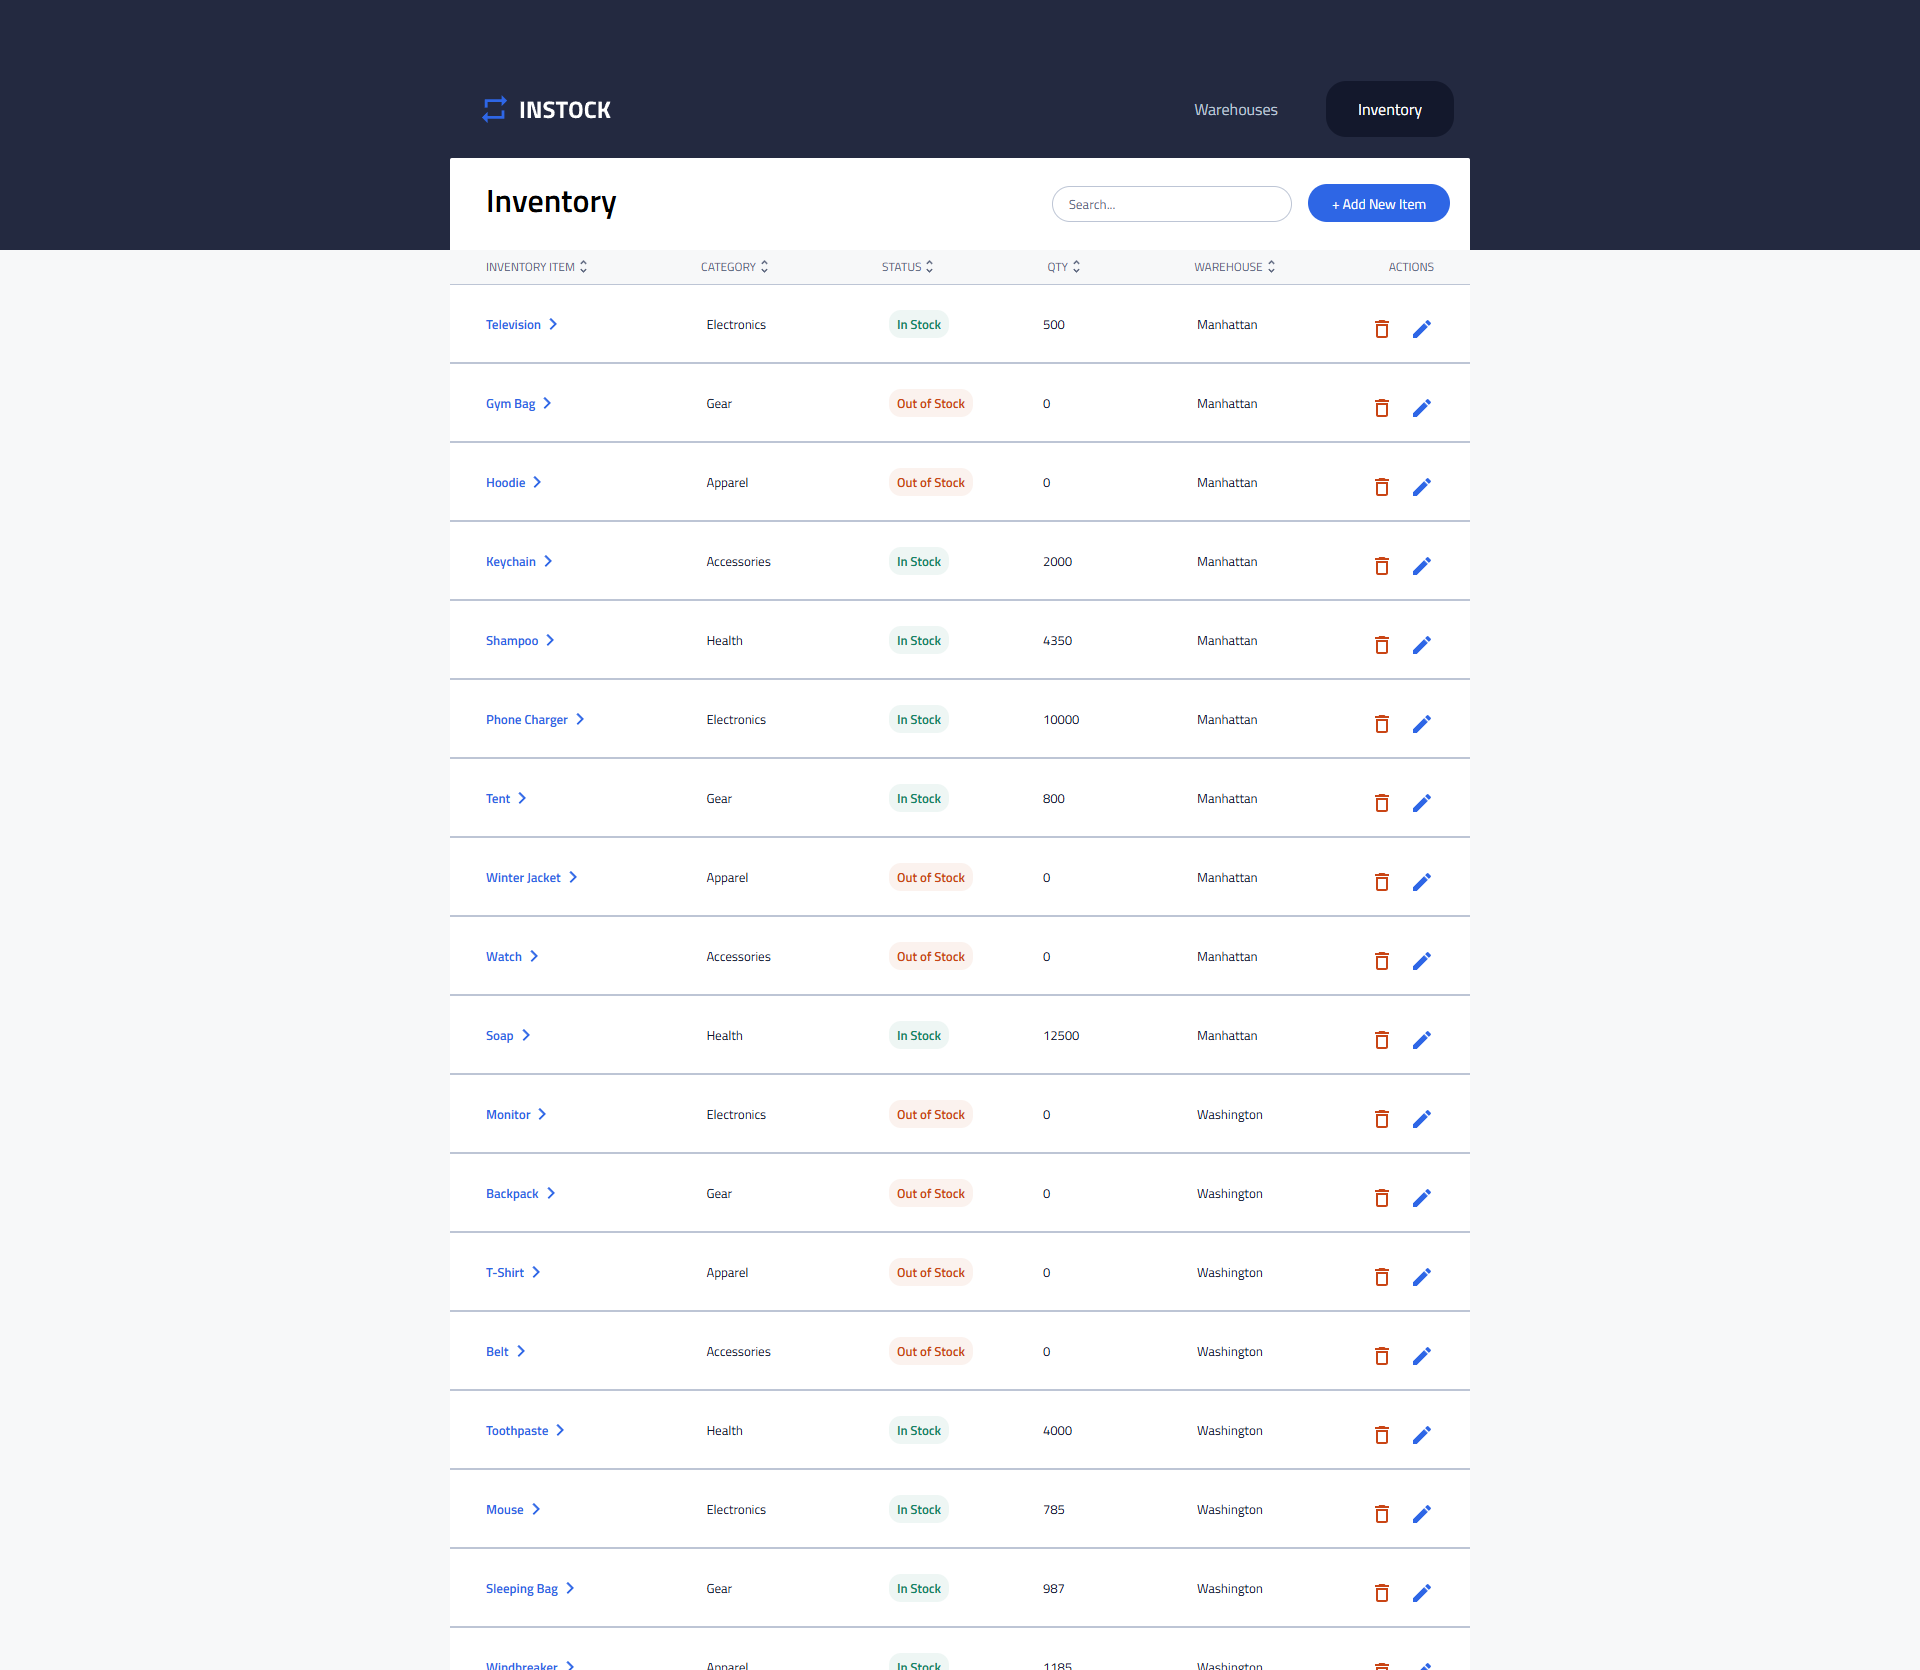 INSTOCK Warehouses Inventory
Inventory Search... + Add New Item
INVENTORY ITEM CATEGORY STATUS QTY WAREHOUSE ACTIONS
Television Electronics In Stock 500 Manhattan
Gym Bag Gear Out of Stock 0 Manhattan
Hoodie Apparel Out of Stock 0 Manhattan
Keychain Accessories In Stock 2000 Manhattan
Shampoo Health In Stock 4350 Manhattan
Phone Charger Electronics In Stock 10000 Manhattan
Tent Gear In Stock 800 Manhattan
Winter Jacket Apparel Out of Stock 0 Manhattan
Watch Accessories Out of Stock 0 Manhattan
Soap Health In Stock 12500 Manhattan
Monitor Electronics Out of Stock 0 Washington
Backpack Gear Out of Stock 0 Washington
T-Shirt Apparel Out of Stock 0 Washington
Belt Accessories Out of Stock 0 Washington
Toothpaste Health In Stock 4000 Washington
Mouse Electronics In Stock 785 Washington
Sleeping Bag Gear In Stock 987 Washington
Windbreaker Apparel In Stock 1185 Washington